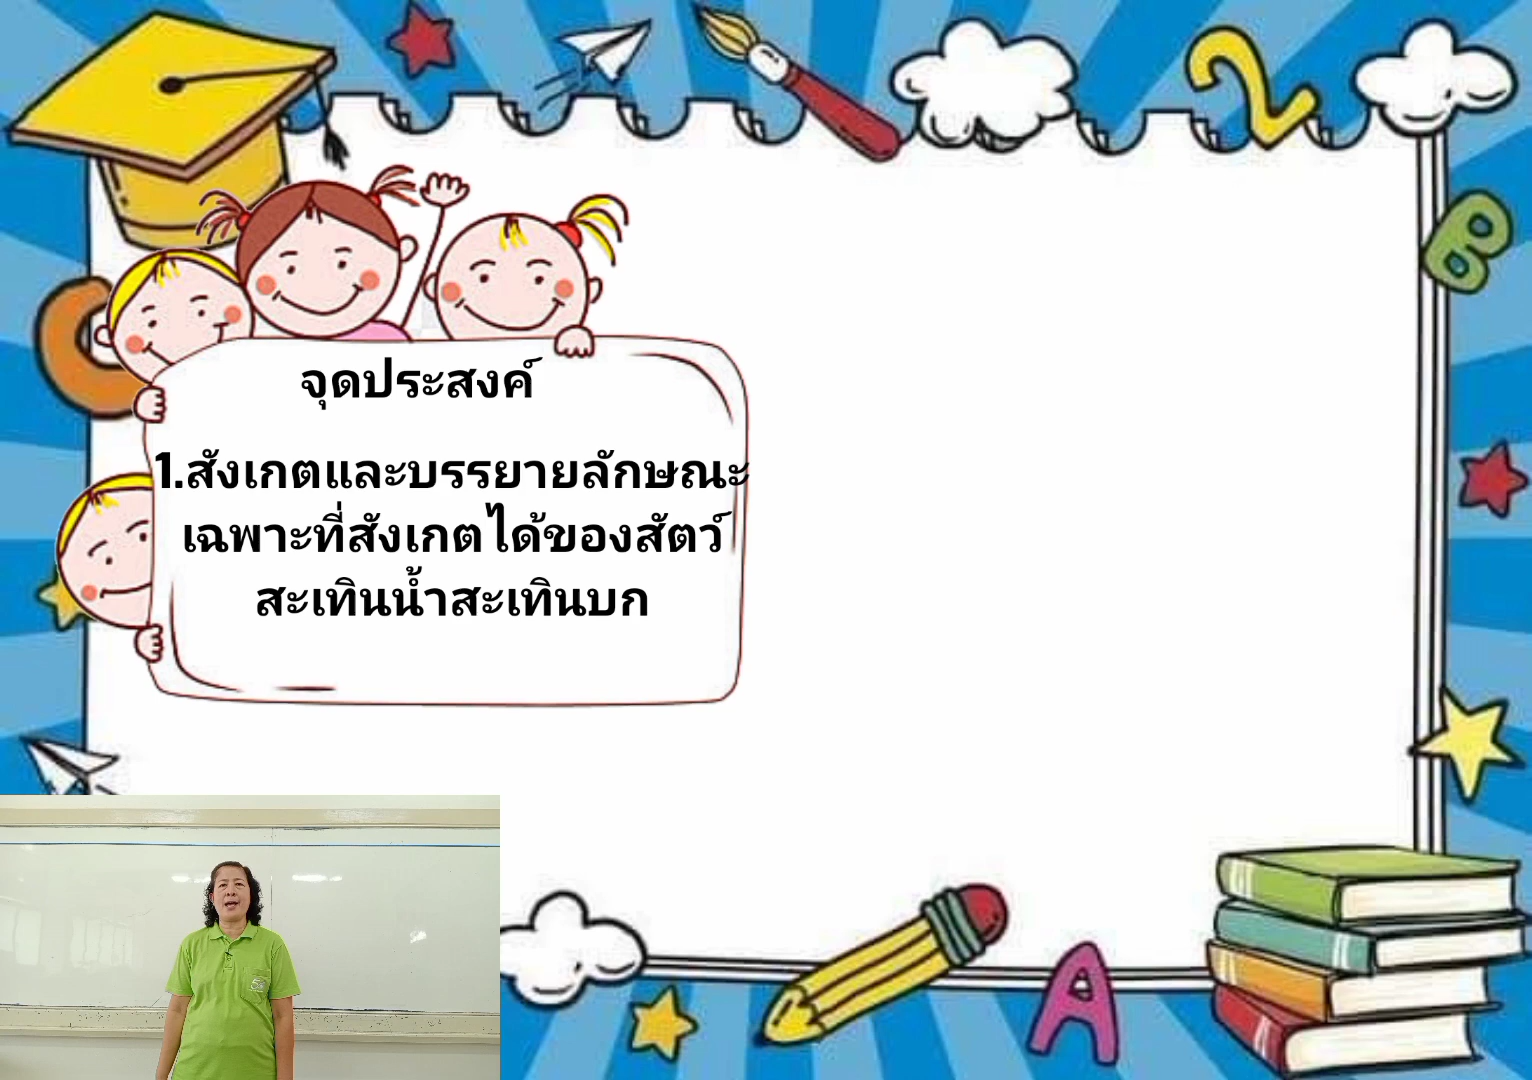 จุดประสงค์
1.สังเกตและบรรยายลักษณะ
เฉพาะที่สังเกตได้ของสัตว์
สะเทินน้ำสะเทินบก
2
B
C
A